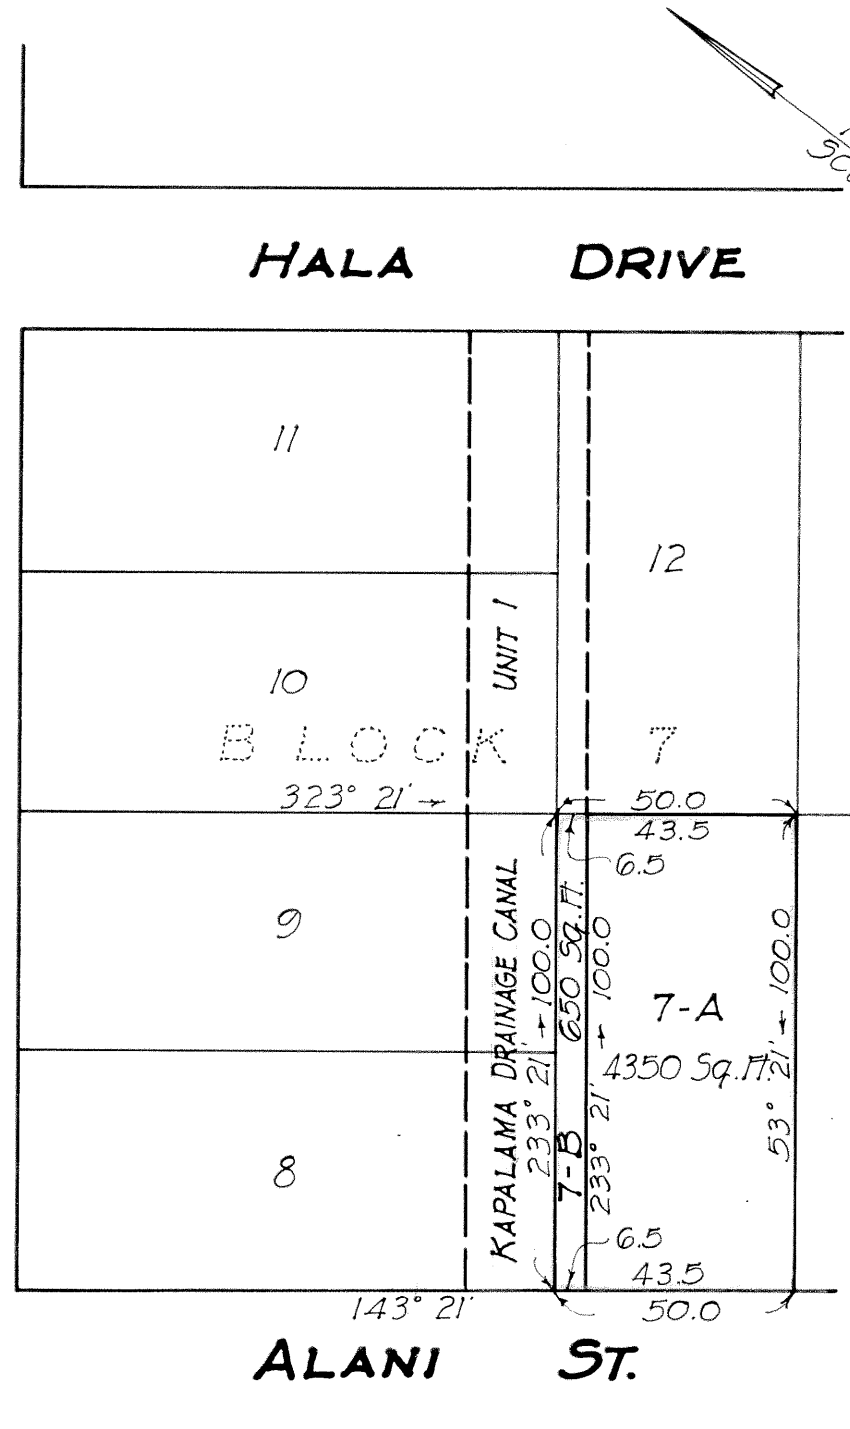 HALA DRIVE
11
12
10
UNIT 1
BLOCK 7
323° 21'
50.0
43.5
6.5
9
KAPALAMA DRAINAGE CANAL
233° 21' 100.0
7-B 650 Sq.Ft.
233° 21' 100.0
7-A
4350 Sq.Ft.
53° 21' 100.0
8
6.5
43.5
143° 21'
50.0
ALANI ST.